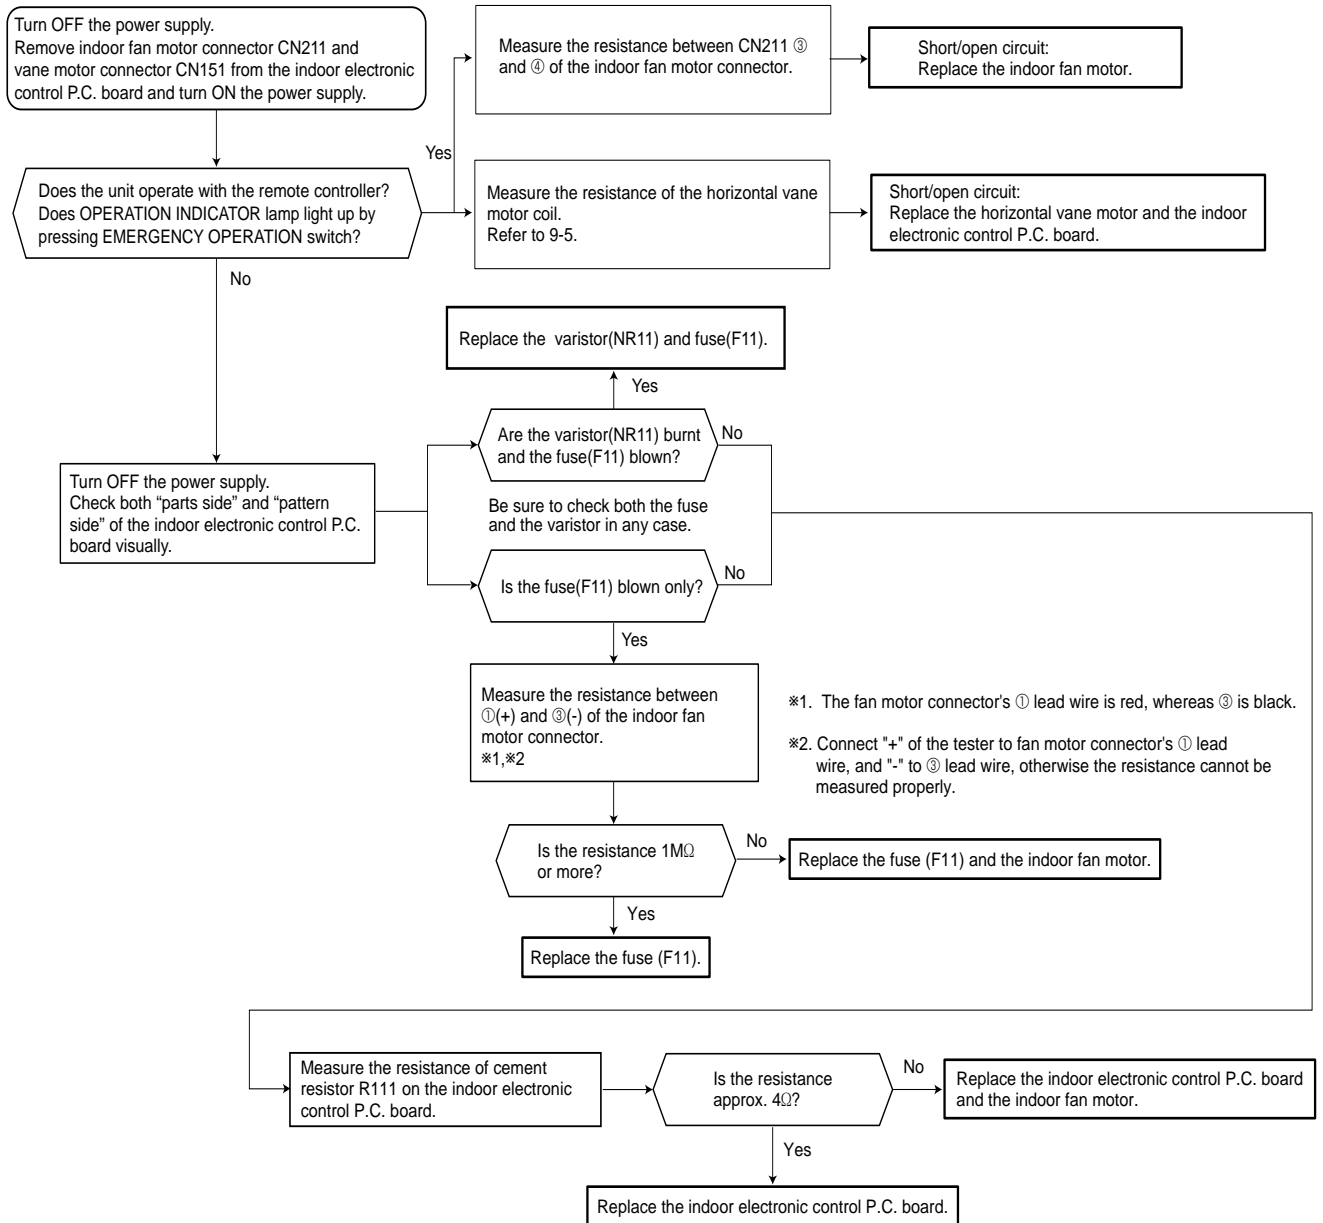 Turn OFF the power supply.
Remove indoor fan motor connector CN211 and
vane motor connector CN151 from the indoor electronic
control P.C. board and turn ON the power supply.
Measure the resistance between CN211 ③
and ④ of the indoor fan motor connector.
Short/open circuit:
Replace the indoor fan motor.
Yes
Does the unit operate with the remote controller?
Does OPERATION INDICATOR lamp light up by
pressing EMERGENCY OPERATION switch?
Measure the resistance of the horizontal vane
motor coil.
Refer to 9-5.
Short/open circuit:
Replace the horizontal vane motor and the indoor
electronic control P.C. board.
No
Replace the varistor(NR11) and fuse(F11).
Yes
Are the varistor(NR11) burnt
and the fuse(F11) blown?
No
Turn OFF the power supply.
Check both “parts side” and “pattern
side” of the indoor electronic control P.C.
board visually.
Be sure to check both the fuse
and the varistor in any case.
Is the fuse(F11) blown only?
No
Yes
Measure the resistance between
①(+) and ③(-) of the indoor fan
motor connector.
※1,※2
※1. The fan motor connector's ① lead wire is red, whereas ③ is black.
※2. Connect "+" of the tester to fan motor connector's ① lead
wire, and "-" to ③ lead wire, otherwise the resistance cannot be
measured properly.
Is the resistance 1MΩ
or more?
No
Replace the fuse (F11) and the indoor fan motor.
Yes
Replace the fuse (F11).
Measure the resistance of cement
resistor R111 on the indoor electronic
control P.C. board.
Is the resistance
approx. 4Ω?
No
Replace the indoor electronic control P.C. board
and the indoor fan motor.
Yes
Replace the indoor electronic control P.C. board.